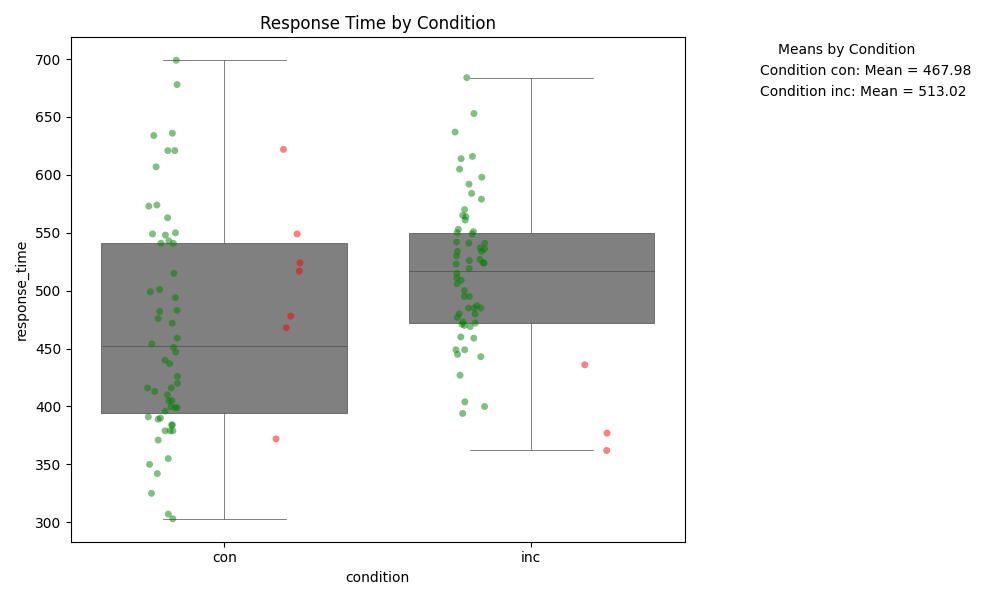 Response Time by Condition
Means by Condition
Condition con: Mean = 467.98
Condition inc: Mean = 513.02
700
650
600
550
500
450
400
350
300
response_time
con
inc
condition